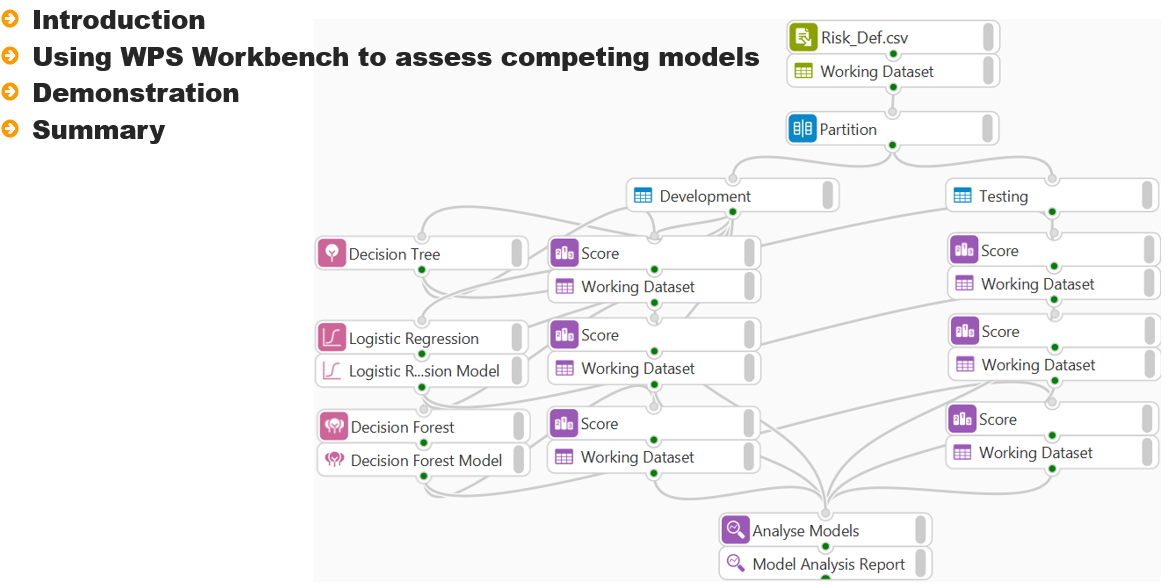 Introduction
Using WPS Workbench to assess competing models
Demonstration
Summary
Risk_Def.csv
Working Dataset
Partition
Development
Testing
Decision Tree
Score
Working Dataset
Score
Working Dataset
Logistic Regression
Logistic R...sion Model
Score
Working Dataset
Score
Working Dataset
Decision Forest
Decision Forest Model
Score
Working Dataset
Score
Working Dataset
Analyse Models
Model Analysis Report